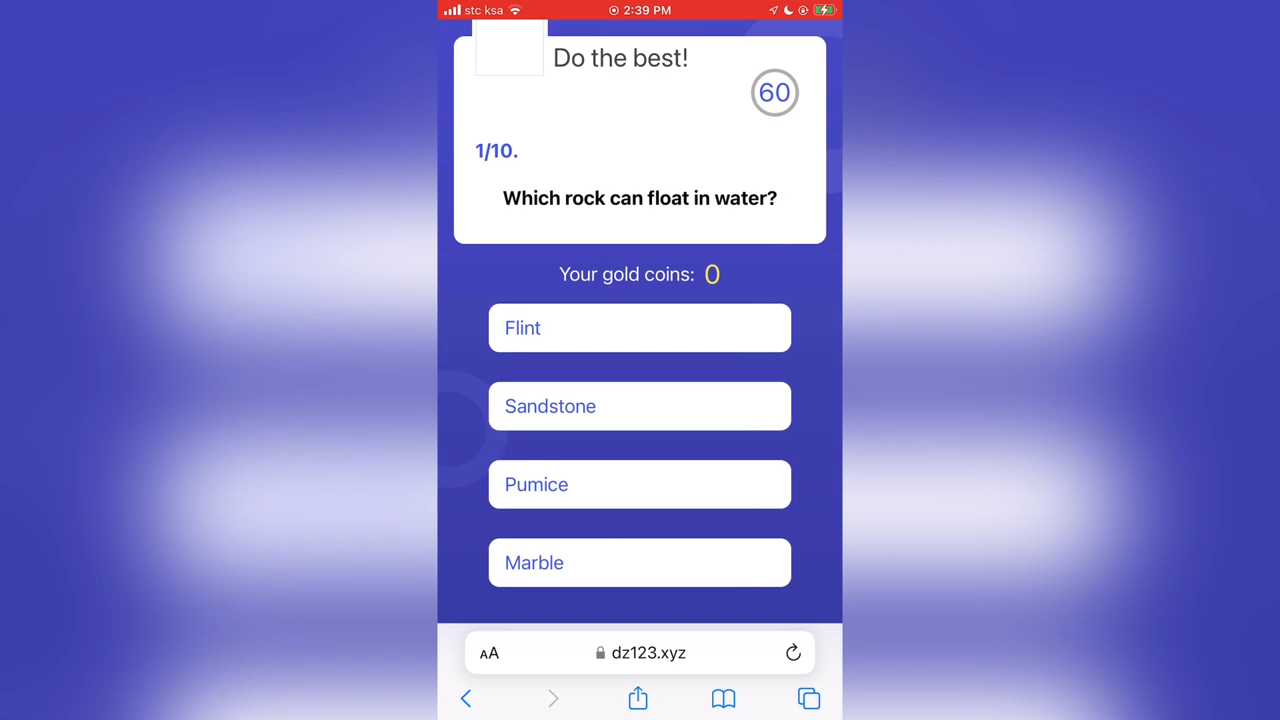 stc ksa 2:39 PM
Do the best!
60
1/10.
Which rock can float in water?
Your gold coins: 0
Flint
Sandstone
Pumice
Marble
AA dz123.xyz